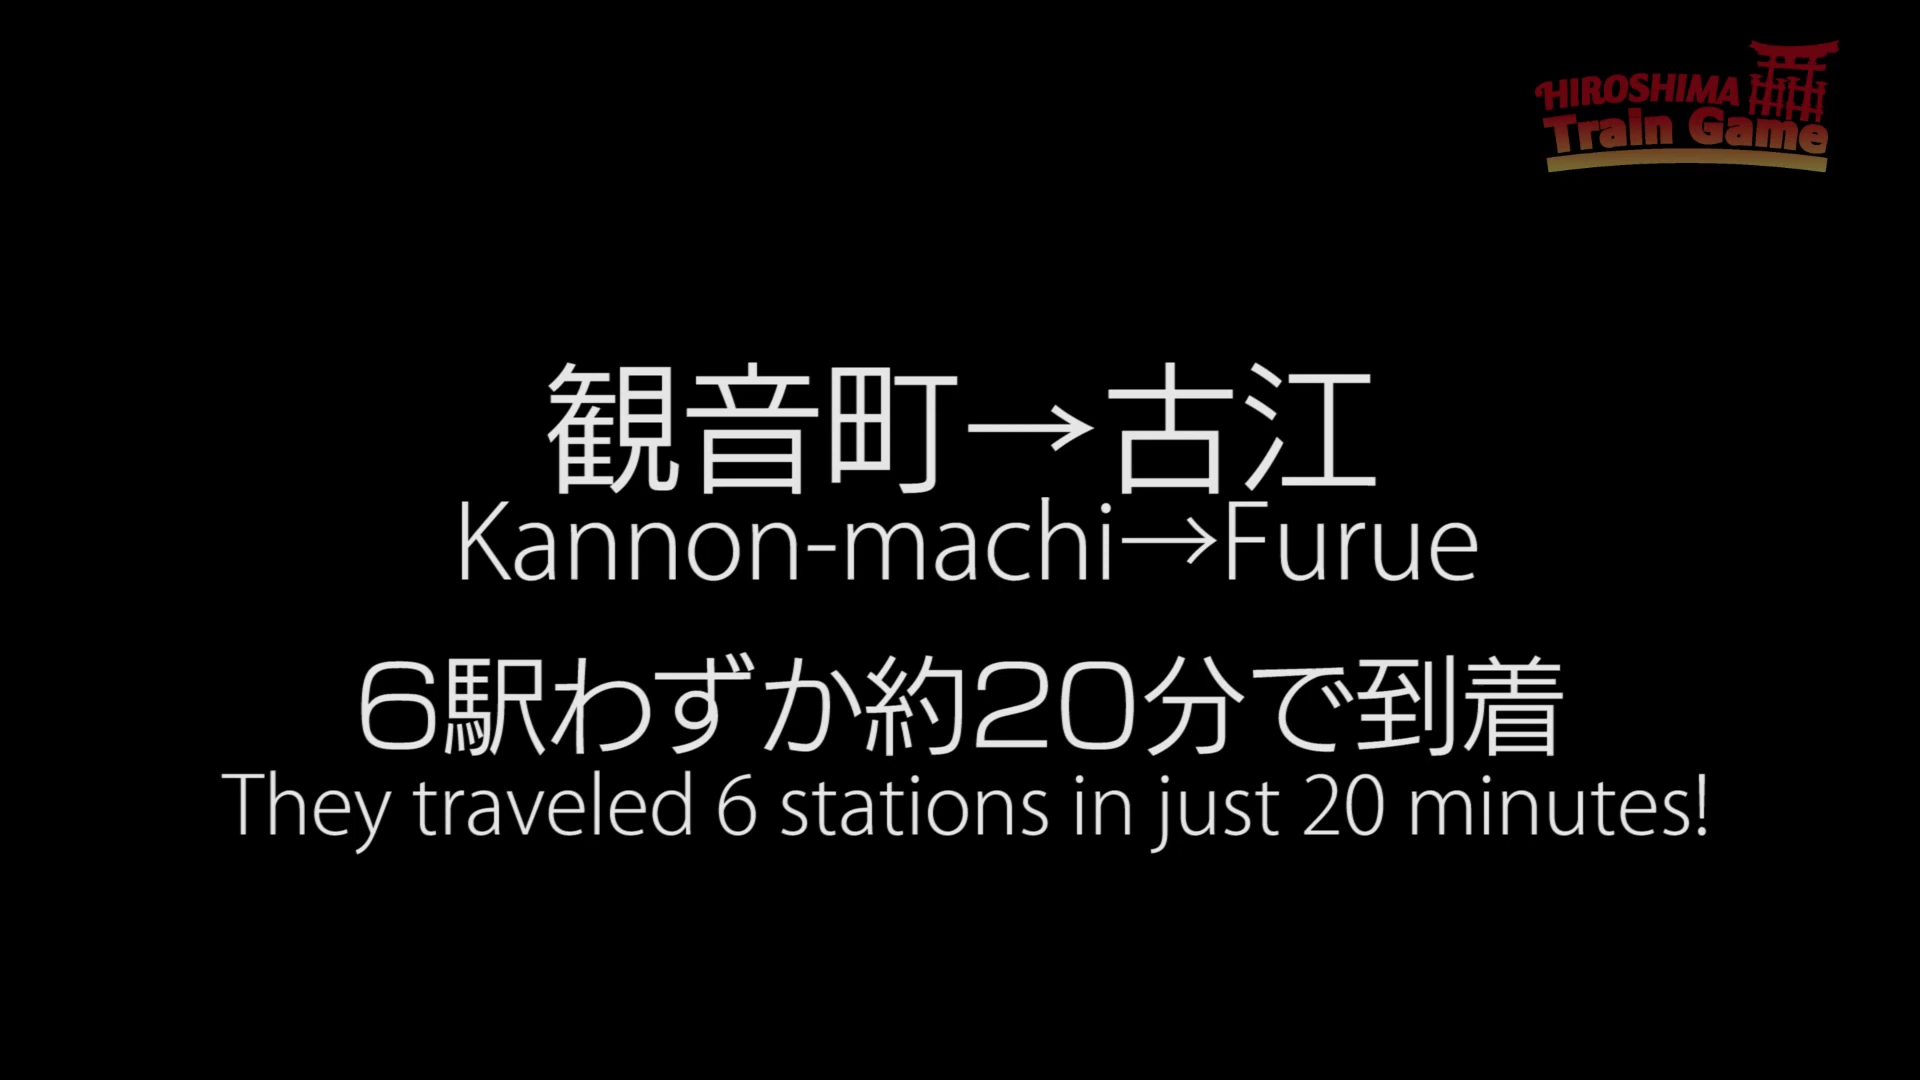 HIROSHIMA
Train Game
観音町→古江
Kannon-machi→Furue
6駅わずか約20分で到着
They traveled 6 stations in just 20 minutes!